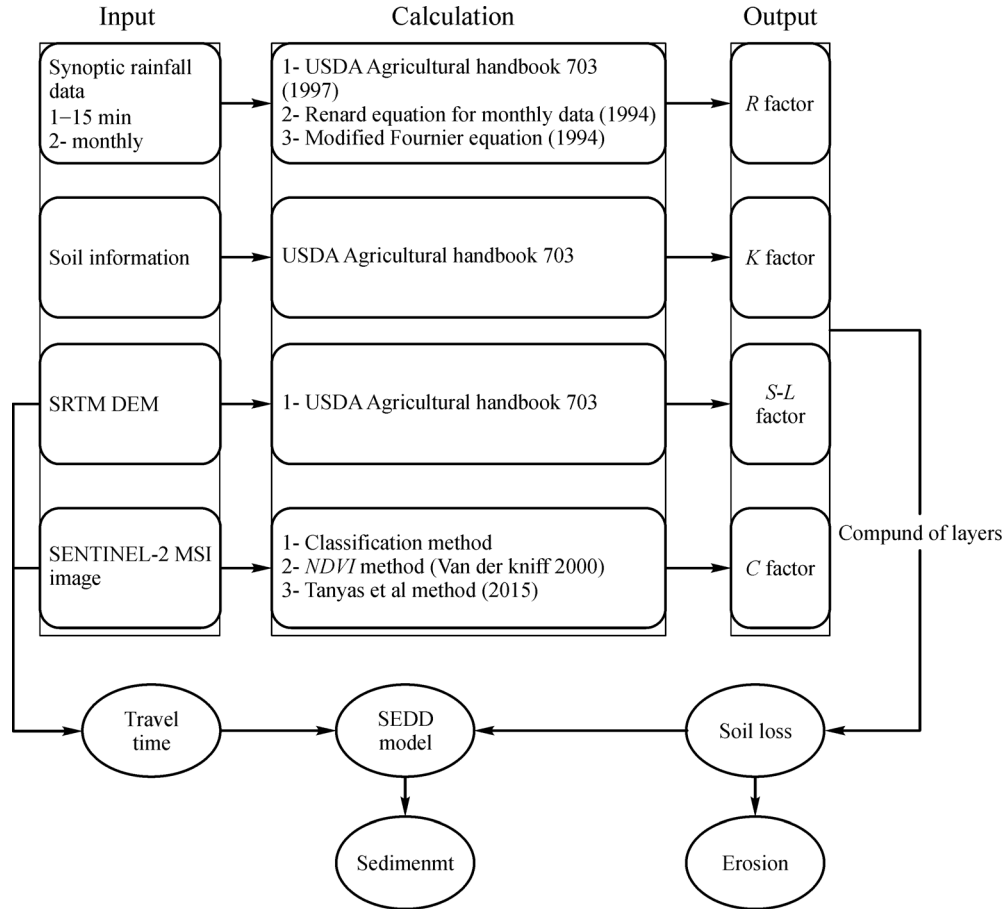 Input
Calculation
Output
Synoptic rainfall
data
1–15 min
2- monthly
1- USDA Agricultural handbook 703
(1997)
2- Renard equation for monthly data (1994)
3- Modified Fournier equation (1994)
R factor
Soil information
USDA Agricultural handbook 703
K factor
SRTM DEM
1- USDA Agricultural handbook 703
S-L
factor
SENTINEL-2 MSI
image
1- Classification method
2- NDVI method (Van der kniff 2000)
3- Tanyas et al method (2015)
C factor
Compund of layers
Travel
time
SEDD
model
Soil loss
Sedimenmt
Erosion